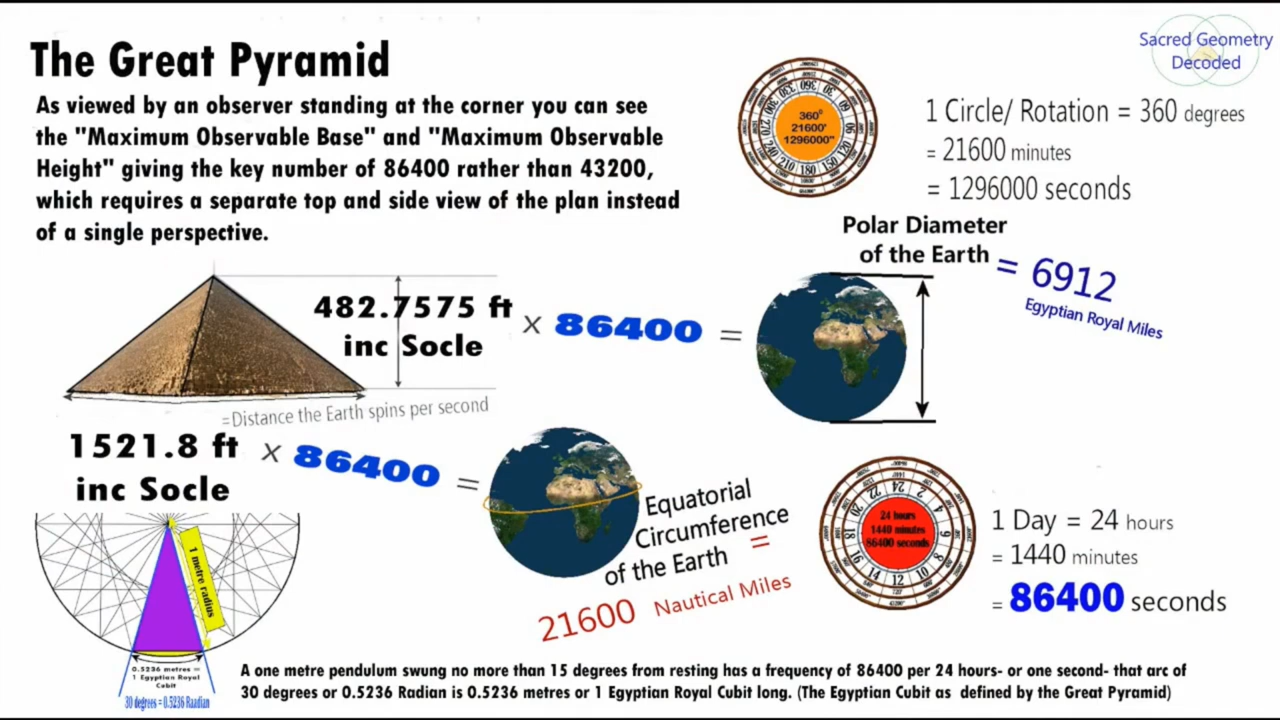 The Great Pyramid
As viewed by an observer standing at the corner you can see
the "Maximum Observable Base" and "Maximum Observable
Height" giving the key number of 86400 rather than 43200,
which requires a separate top and side view of the plan instead
of a single perspective.
Sacred Geometry
Decoded
360°
21600'
1296000"
1 Circle/ Rotation = 360 degrees
= 21600 minutes
= 1296000 seconds
Polar Diameter
of the Earth
= 6912
Egyptian Royal Miles
482.7575 ft
inc Socle
x 86400 =
=Distance the Earth spins per second
1521.8 ft
inc Socle
x 86400 =
Equatorial
Circumference
of the Earth =
21600 Nautical Miles
24 hours
1440 minutes
86400 seconds
1 Day = 24 hours
= 1440 minutes
= 86400 seconds
1 metre radius
0.5236 metres =
1 Egyptian Royal
Cubit
30 degrees = 0.5236 Raadian
A one metre pendulum swung no more than 15 degrees from resting has a frequency of 86400 per 24 hours- or one second- that arc of
30 degrees or 0.5236 Radian is 0.5236 metres or 1 Egyptian Royal Cubit long. (The Egyptian Cubit as defined by the Great Pyramid)